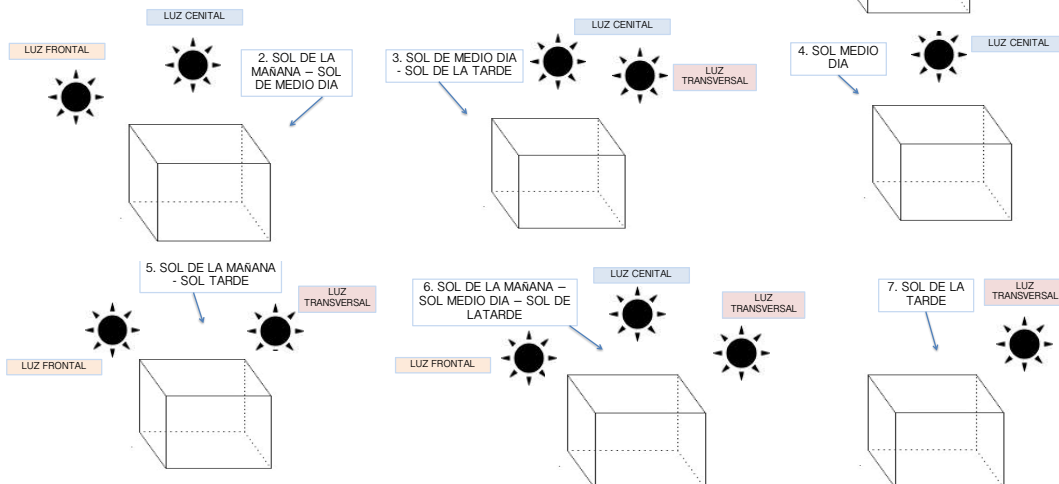 LUZ CENITAL
LUZ FRONTAL
2. SOL DE LA
MAÑANA – SOL
DE MEDIO DIA
LUZ CENITAL
3. SOL DE MEDIO DIA
- SOL DE LA TARDE
LUZ
TRANSVERSAL
4. SOL MEDIO
DIA
LUZ CENITAL
5. SOL DE LA MAÑANA
- SOL TARDE
LUZ
TRANSVERSAL
LUZ FRONTAL
LUZ CENITAL
6. SOL DE LA MAÑANA –
SOL MEDIO DIA – SOL DE
LATARDE
LUZ
TRANSVERSAL
LUZ FRONTAL
7. SOL DE LA
TARDE
LUZ
TRANSVERSAL